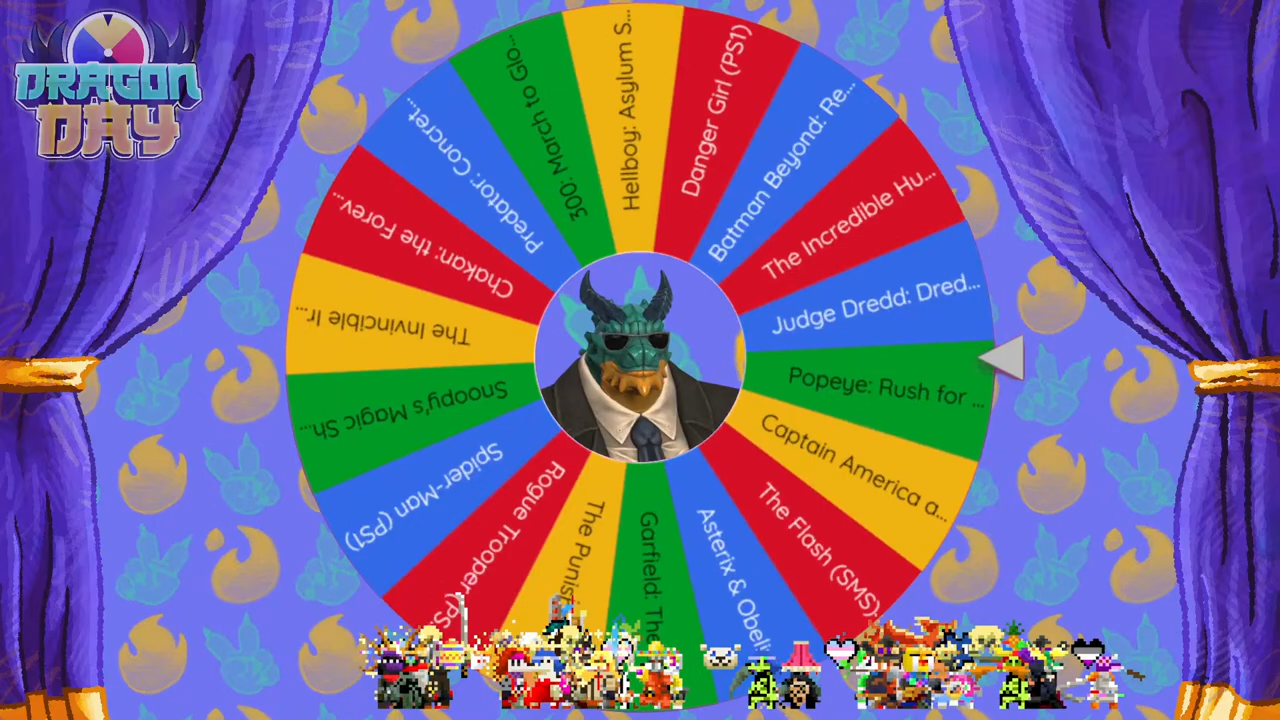 DRAGON
DAY
Hellboy: Asylum S...
Danger Girl (PS1)
Batman Beyond: Re...
The Incredible Hu...
Judge Dredd: Dred...
Popeye: Rush for ...
Captain America a...
The Flash (SMS)
Asterix & Obeli
Garfield: The
The Punis
Rogue Trooper (PS
Spider-Man (PS1)
Snoopy's Magic Sh...
The Invincible Ir...
Chakan: the Forev...
Predator: Concret...
300: March to Glo...